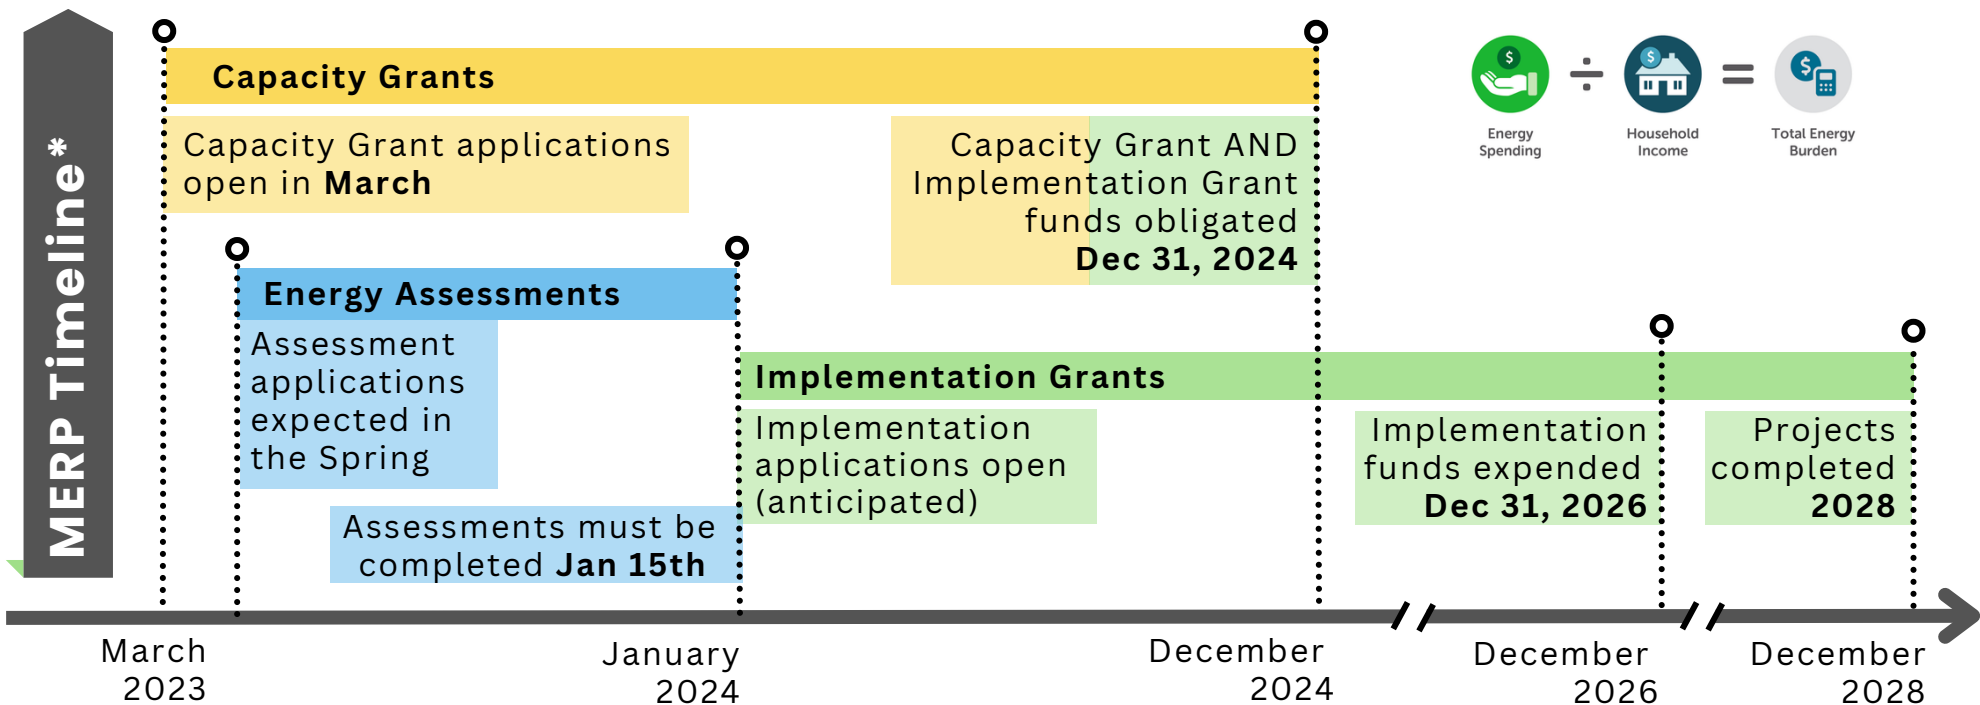 MERP Timeline*
Capacity Grants
Capacity Grant applications
open in March
Capacity Grant AND
Implementation Grant
funds obligated
Dec 31, 2024
$
÷
$
=
$
Energy
Spending
Household
Income
Total Energy
Burden
Energy Assessments
Assessment
applications
expected in
the Spring
Assessments must be
completed Jan 15th
Implementation Grants
Implementation
applications open
(anticipated)
Implementation
funds expended
Dec 31, 2026
Projects
completed
2028
March
2023
January
2024
December
2024
December
2026
December
2028